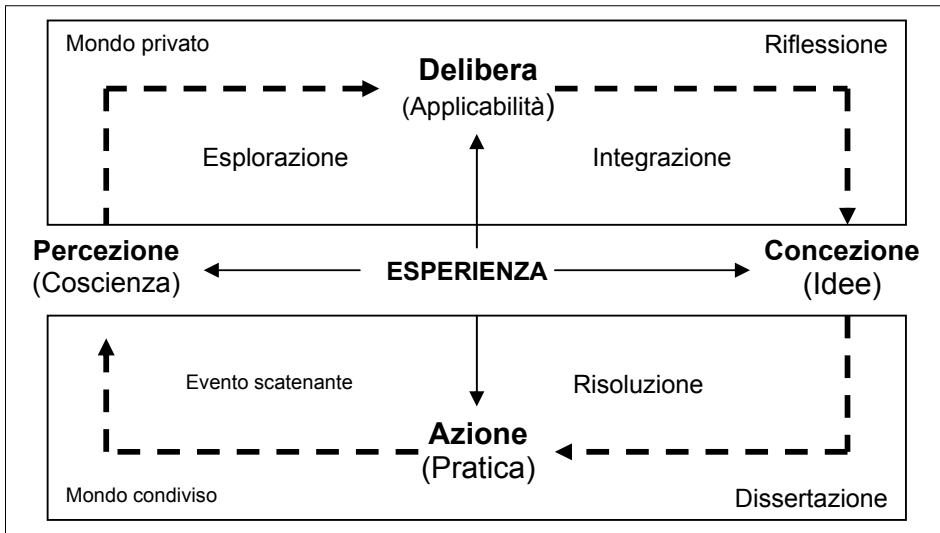 Mondo privato
Riflessione
Delibera
(Applicabilità)
Esplorazione
Integrazione
Percezione
(Coscienza)
ESPERIENZA
Concezione
(Idee)
Evento scatenante
Risoluzione
Azione
(Pratica)
Mondo condiviso
Dissertazione